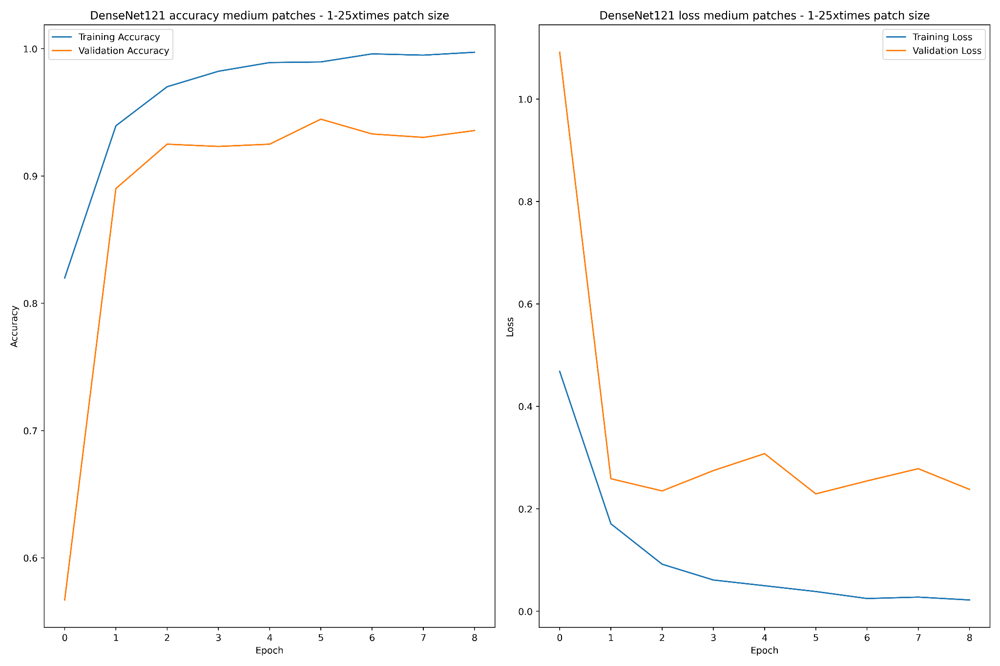 DenseNet121 accuracy medium patches - 1-25xtimes patch size
Training Accuracy
Validation Accuracy
1.0
0.9
0.8
0.7
0.6
Accuracy
0 1 2 3 4 5 6 7 8
Epoch
DenseNet121 loss medium patches - 1-25xtimes patch size
Training Loss
Validation Loss
1.0
0.8
0.6
0.4
0.2
0.0
Loss
0 1 2 3 4 5 6 7 8
Epoch